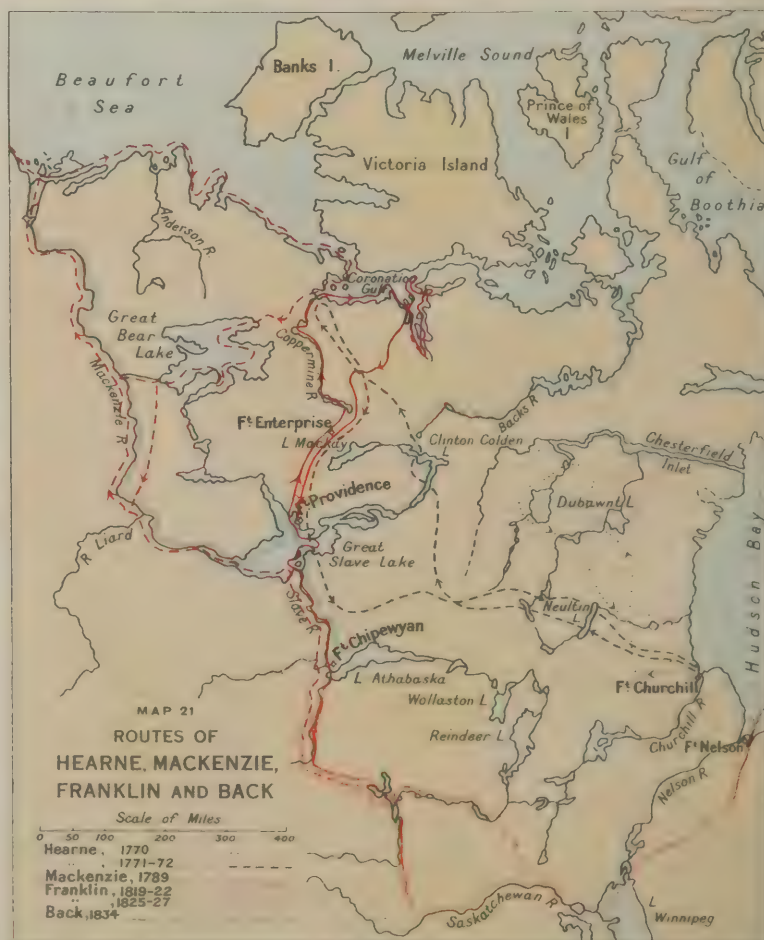 Beaufort
Sea
Banks I.
Melville Sound
Prince of
Wales
I
Victoria Island
Gulf
of
Boothia
Anderson R
Coronation
Gulf
Great
Bear
Lake
Coppermine R
Mackenzie R
Ft Enterprise
L Mackay
Backs R
Clinton Colden
L
Chesterfield
Inlet
Ft Providence
Dubawnt L
R Liard
Great
Slave Lake
Hudson Bay
Slave R
Neultin
L
Ft Chipewyan
L Athabaska
Ft Churchill
Wollaston L
Churchill R
Reindeer L
Ft Nelson
Nelson R
MAP 21
ROUTES OF
HEARNE, MACKENZIE,
FRANKLIN AND BACK
Scale of Miles
0 50 100 200 300 400
Hearne, 1770
" , 1771-72
Mackenzie, 1789
Franklin, 1819-22
" 1825-27
Back, 1834
Saskatchewan R
L
Winnipeg